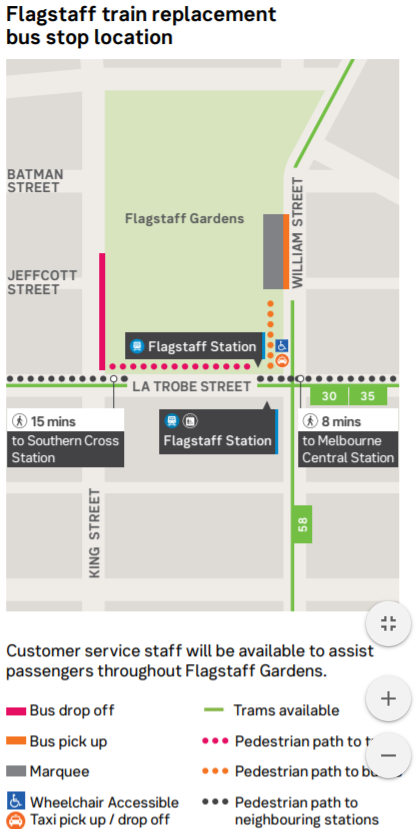 Flagstaff train replacement
bus stop location
BATMAN
STREET
Flagstaff Gardens
WILLIAM STREET
JEFFCOTT
STREET
Flagstaff Station
LA TROBE STREET
30 35
15 mins
to Southern Cross
Station
Flagstaff Station
8 mins
to Melbourne
Central Station
KING STREET
58
Customer service staff will be available to assist
passengers throughout Flagstaff Gardens.
Bus drop off
Trams available
Bus pick up
Pedestrian path to
Marquee
Pedestrian path to
Wheelchair Accessible
Taxi pick up / drop off
Pedestrian path to
neighbouring stations